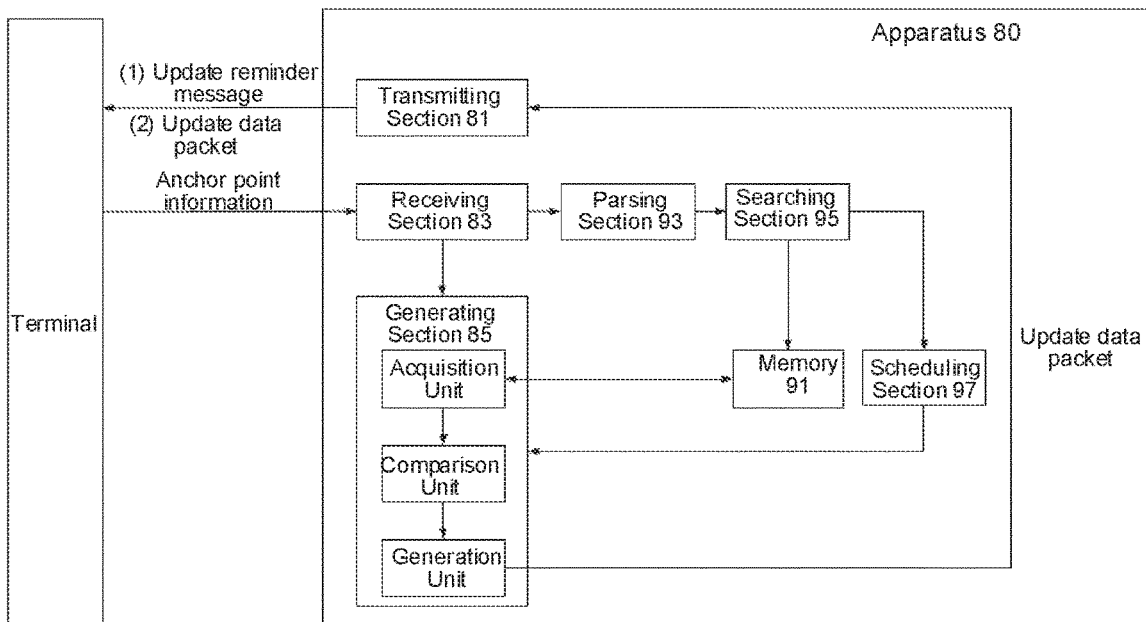 Apparatus 80
(1) Update reminder
message
(2) Update data
packet
Anchor point
information
Terminal
Transmitting
Section 81
Receiving
Section 83
Parsing
Section 93
Searching
Section 95
Generating
Section 85
Acquisition
Unit
Comparison
Unit
Generation
Unit
Memory
91
Scheduling
Section 97
Update data
packet